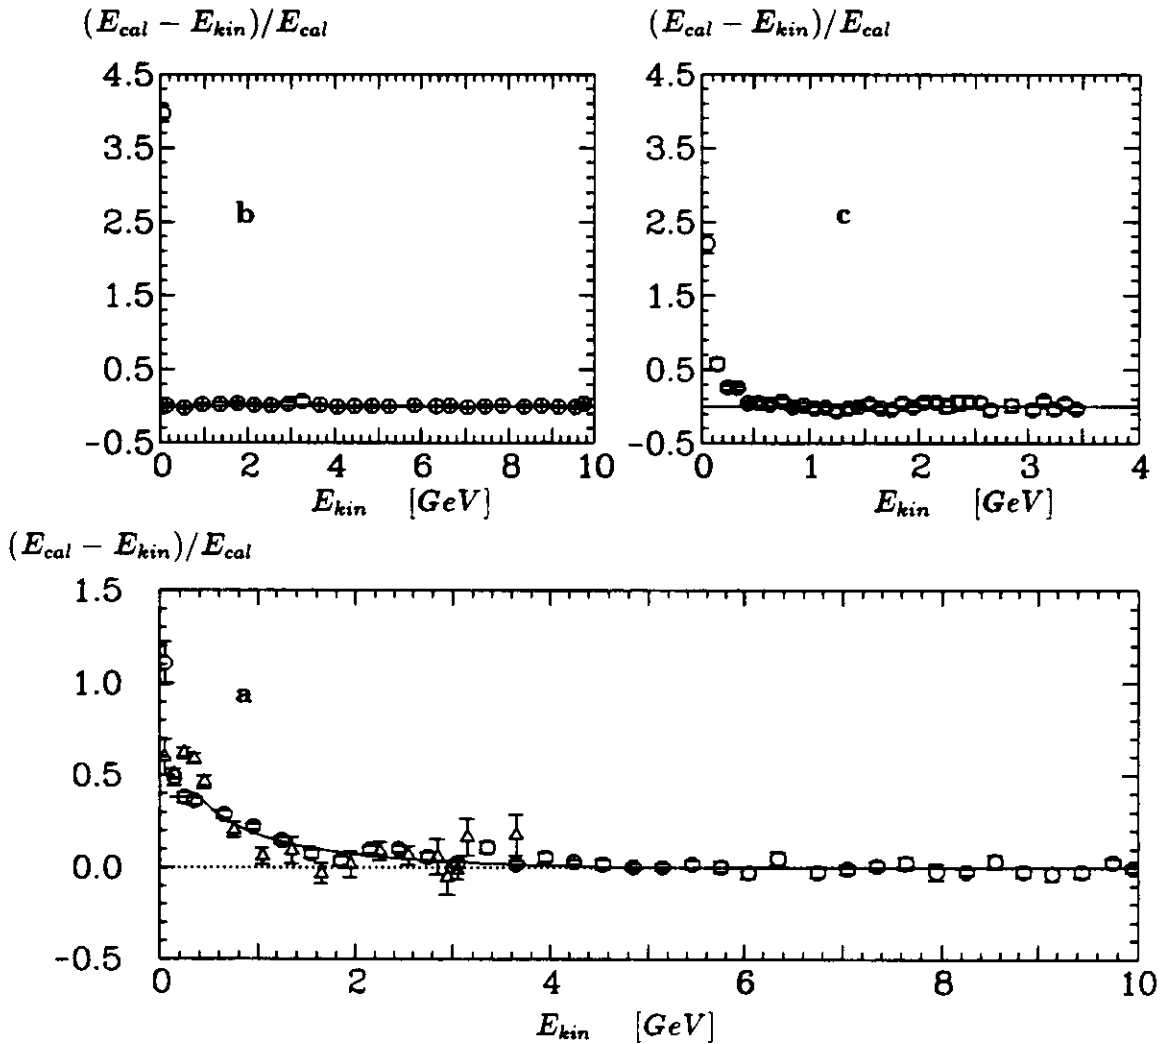 (E_cal − E_kin)/E_cal (E_cal − E_kin)/E_cal
4.5 4.5
3.5 3.5
b c
2.5 2.5
1.5 1.5
0.5 0.5
-0.5 -0.5
0 2 4 6 8 10 0 1 2 3 4
E_kin [GeV] E_kin [GeV]
(E_cal − E_kin)/E_cal
1.5
1.0
a
0.5
0.0
-0.5
0 2 4 6 8 10
E_kin [GeV]